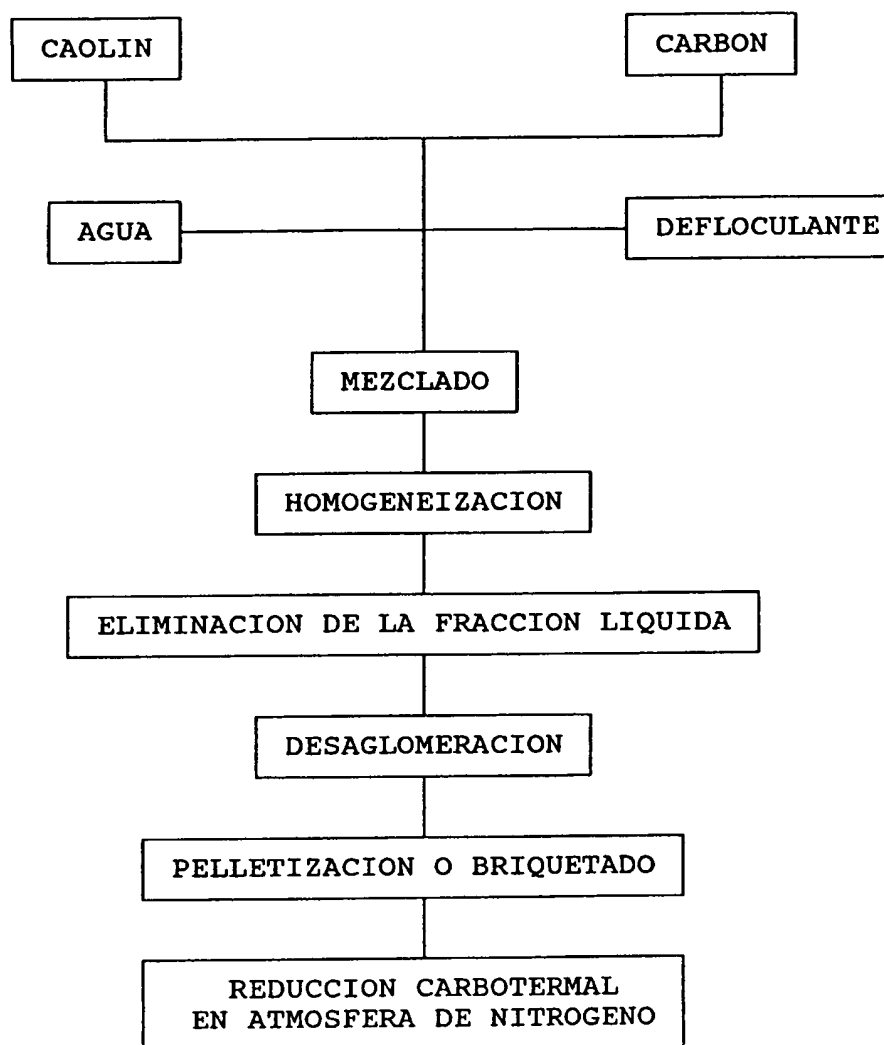 CAOLIN
CARBON
AGUA
DEFLOCULANTE
MEZCLADO
HOMOGENEIZACION
ELIMINACION DE LA FRACCION LIQUIDA
DESAGLOMERACION
PELLETIZACION O BRIQUETADO
REDUCCION CARBOTERMAL
EN ATMOSFERA DE NITROGENO